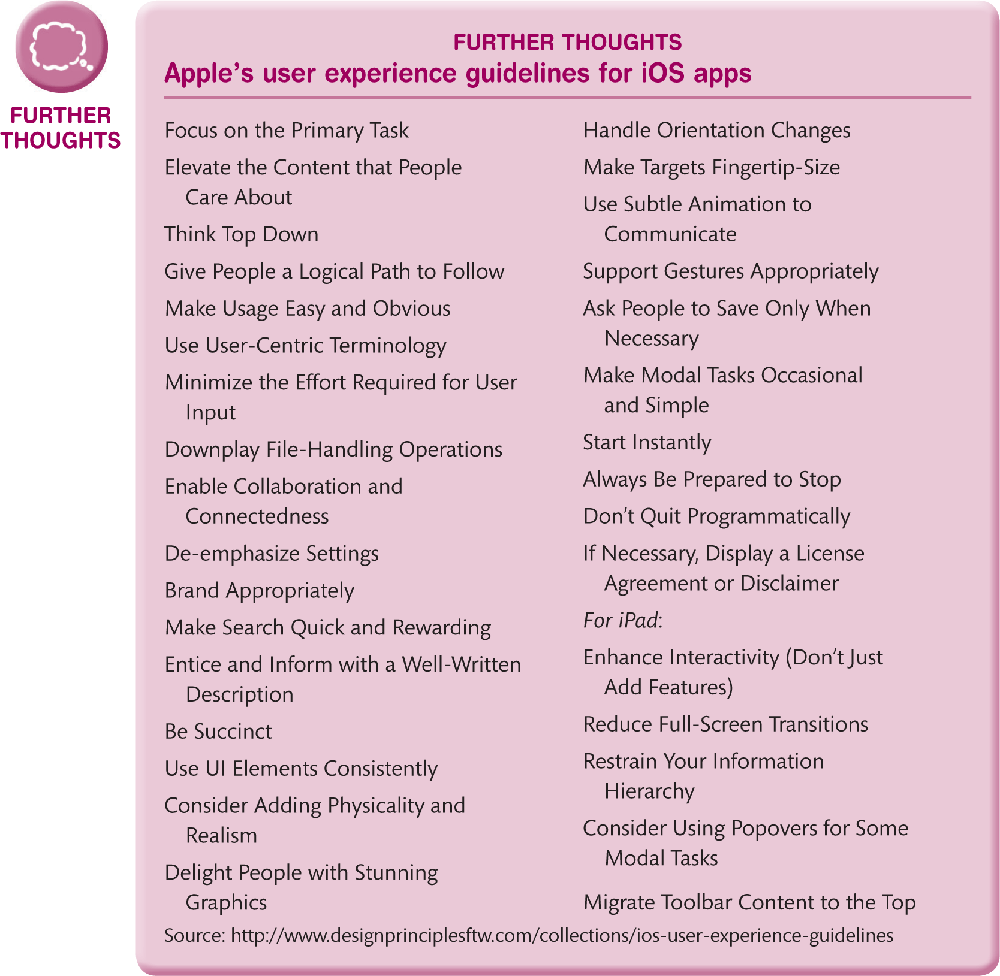 FURTHER
THOUGHTS
FURTHER THOUGHTS
Apple’s user experience guidelines for iOS apps
Focus on the Primary Task
Elevate the Content that People
Care About
Think Top Down
Give People a Logical Path to Follow
Make Usage Easy and Obvious
Use User-Centric Terminology
Minimize the Effort Required for User
Input
Downplay File-Handling Operations
Enable Collaboration and
Connectedness
De-emphasize Settings
Brand Appropriately
Make Search Quick and Rewarding
Entice and Inform with a Well-Written
Description
Be Succinct
Use UI Elements Consistently
Consider Adding Physicality and
Realism
Delight People with Stunning
Graphics
Handle Orientation Changes
Make Targets Fingertip-Size
Use Subtle Animation to
Communicate
Support Gestures Appropriately
Ask People to Save Only When
Necessary
Make Modal Tasks Occasional
and Simple
Start Instantly
Always Be Prepared to Stop
Don’t Quit Programmatically
If Necessary, Display a License
Agreement or Disclaimer
For iPad:
Enhance Interactivity (Don’t Just
Add Features)
Reduce Full-Screen Transitions
Restrain Your Information
Hierarchy
Consider Using Popovers for Some
Modal Tasks
Migrate Toolbar Content to the Top
Source: http://www.designprinciplesftw.com/collections/ios-user-experience-guidelines